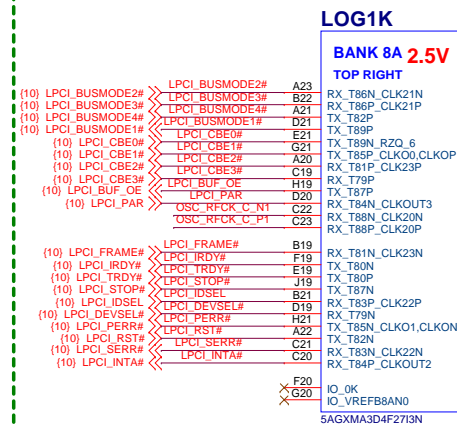 LOG1K
BANK 8A 2.5V
TOP RIGHT
{10} LPCI_BUSMODE2# LPCI_BUSMODE2# A23 RX_T86N_CLK21N
{10} LPCI_BUSMODE3# LPCI_BUSMODE3# B22 RX_T86P_CLK21P
{10} LPCI_BUSMODE4# LPCI_BUSMODE4# A21 TX_T82P
{10} LPCI_BUSMODE1# LPCI_BUSMODE1# D21 TX_T89P
{10} LPCI_CBE0# LPCI_CBE0# E21 TX_T89N_RZQ_6
{10} LPCI_CBE1# LPCI_CBE1# G21 TX_T85P_CLKO0,CLKOP
{10} LPCI_CBE2# LPCI_CBE2# A20 RX_T81P_CLK23P
{10} LPCI_CBE3# LPCI_CBE3# C19 RX_T79P
{10} LPCI_BUF_OE LPCI_BUF_OE H19 TX_T87P
{10} LPCI_PAR LPCI_PAR D20 RX_T84N_CLKOUT3
OSC_RFCK_C_N1 C22 RX_T88N_CLK20N
OSC_RFCK_C_P1 C23 RX_T88P_CLK20P
{10} LPCI_FRAME# LPCI_FRAME# B19 RX_T81N_CLK23N
{10} LPCI_IRDY# LPCI_IRDY# F19 TX_T80N
{10} LPCI_TRDY# LPCI_TRDY# E19 TX_T80P
{10} LPCI_STOP# LPCI_STOP# J19 TX_T87N
{10} LPCI_IDSEL LPCI_IDSEL B21 RX_T83P_CLK22P
{10} LPCI_DEVSEL# LPCI_DEVSEL# D19 RX_T79N
{10} LPCI_PERR# LPCI_PERR# H21 TX_T85N_CLKO1,CLKON
{10} LPCI_RST# LPCI_RST# A22 TX_T82N
{10} LPCI_SERR# LPCI_SERR# C21 RX_T83N_CLK22N
{10} LPCI_INTA# LPCI_INTA# C20 RX_T84P_CLKOUT2
F20 IO_0K
G20 IO_VREFB8AN0
5AGXMA3D4F27I3N